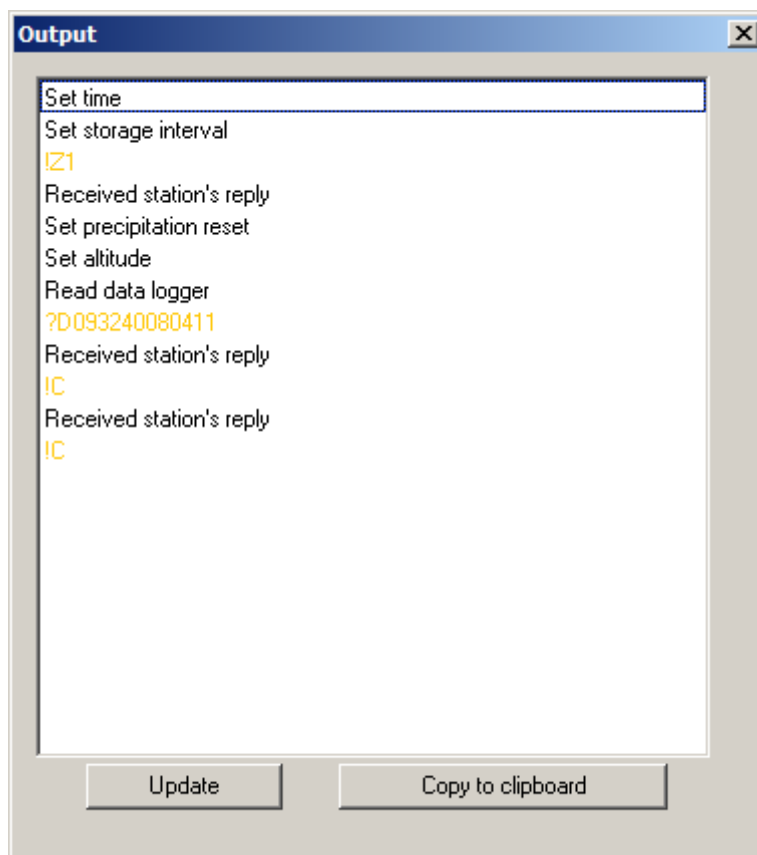 Output
Set time
Set storage interval
!Z1
Received station's reply
Set precipitation reset
Set altitude
Read data logger
?D093240080411
Received station's reply
!C
Received station's reply
!C
Update
Copy to clipboard